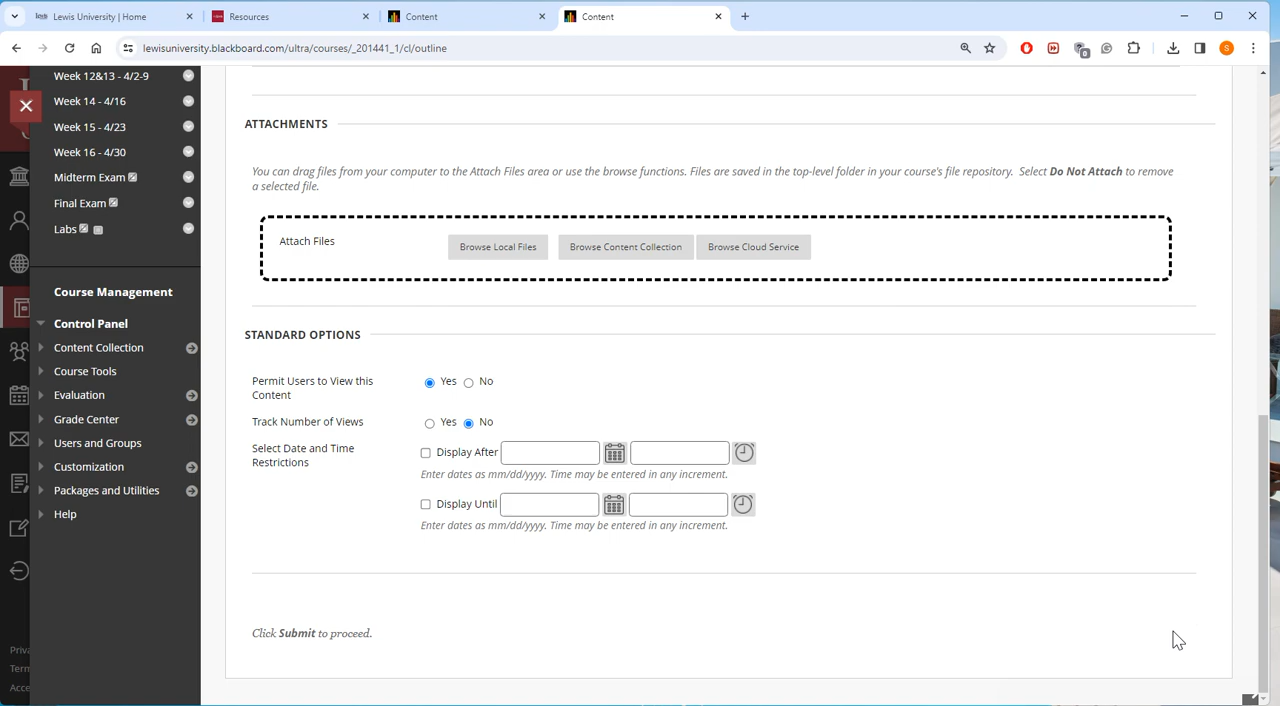 Lewis University | Home
Resources
Content
Content
lewisuniversity.blackboard.com/ultra/courses/_201441_1/cl/outline
S
0
Week 12&13 - 4/2-9
Week 14 - 4/16
Week 15 - 4/23
Week 16 - 4/30
Midterm Exam
Final Exam
Labs
Course Management
Control Panel
Content Collection
Course Tools
Evaluation
Grade Center
Users and Groups
Customization
Packages and Utilities
Help
Priva
Term
Acce
ATTACHMENTS
You can drag files from your computer to the Attach Files area or use the browse functions. Files are saved in the top-level folder in your course's file repository. Select Do Not Attach to remove
a selected file.
Attach Files
Browse Local Files
Browse Content Collection
Browse Cloud Service
STANDARD OPTIONS
Permit Users to View this
Content
Yes No
Track Number of Views
Yes No
Select Date and Time
Restrictions
Display After
Enter dates as mm/dd/yyyy. Time may be entered in any increment.
Display Until
Enter dates as mm/dd/yyyy. Time may be entered in any increment.
Click Submit to proceed.